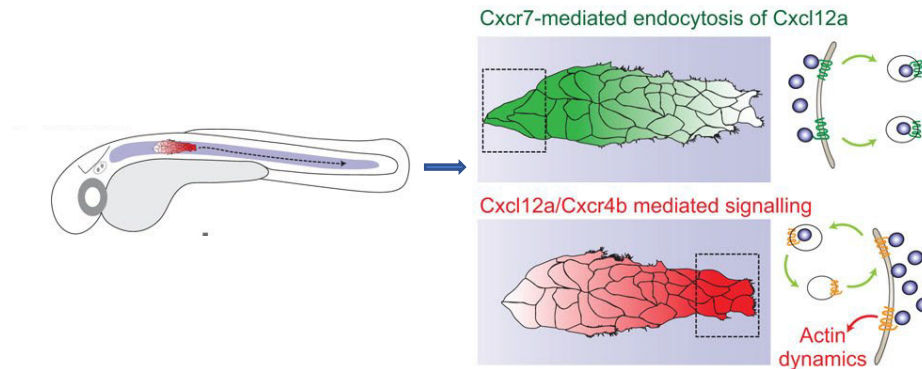 Cxcr7-mediated endocytosis of Cxcl12a
Cxcl12a/Cxcr4b mediated signalling
Actin
dynamics